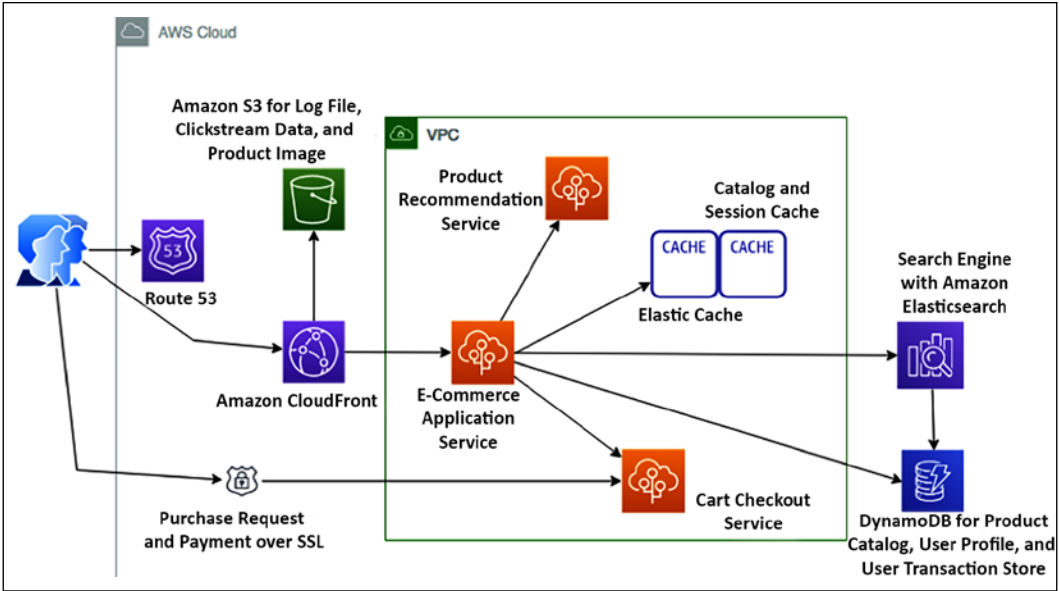 AWS Cloud
Amazon S3 for Log File,
Clickstream Data, and
Product Image
VPC
Product
Recommendation
Service
Catalog and
Session Cache
CACHE
CACHE
Elastic Cache
Search Engine
with Amazon
Elasticsearch
53
Route 53
Amazon CloudFront
E-Commerce
Application
Service
Purchase Request
and Payment over SSL
Cart Checkout
Service
DynamoDB for Product
Catalog, User Profile, and
User Transaction Store